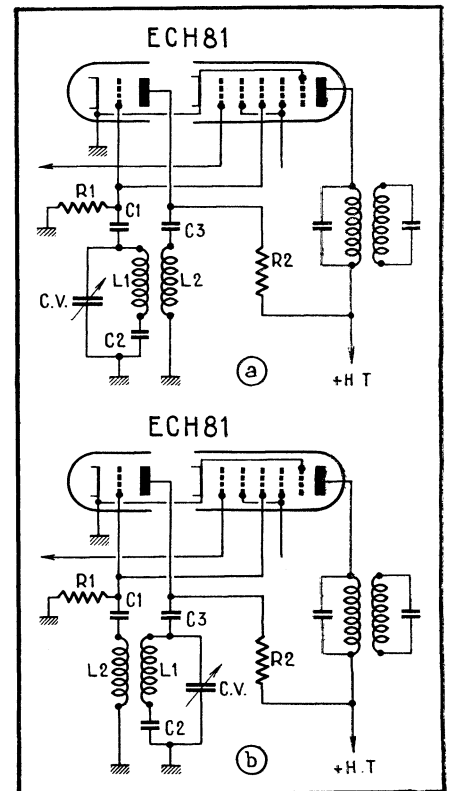 ECH81
R1
C1
C3
C.V.
L1
L2
R2
C2
a
+H T
ECH81
R1
C1
C3
L2
L1
C.V.
R2
C2
b
+H.T